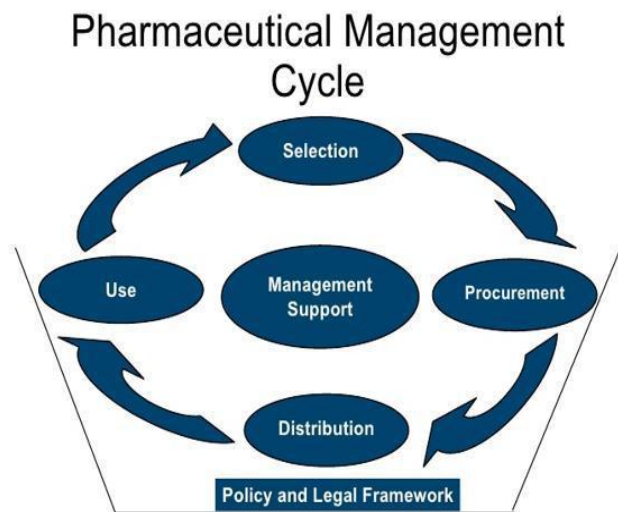 Pharmaceutical Management
Cycle
Selection
Use
Management
Support
Procurement
Distribution
Policy and Legal Framework